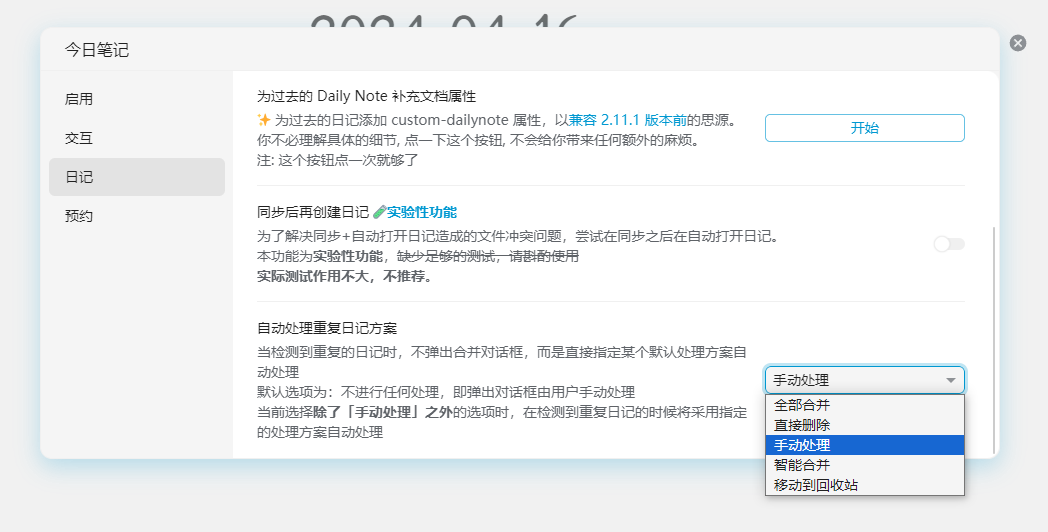 2024-04-16
今日笔记
启用
交互
日记
预约
为过去的 Daily Note 补充文档属性
✨ 为过去的日记添加 custom-dailynote 属性，以兼容 2.11.1 版本前的思源。
你不必理解具体的细节, 点一下这个按钮, 不会给你带来任何额外的麻烦。
注: 这个按钮点一次就够了
开始
同步后再创建日记 🧪实验性功能
为了解决同步+自动打开日记造成的文件冲突问题，尝试在同步之后在自动打开日记。
本功能为实验性功能，缺少足够的测试，请斟酌使用
实际测试作用不大，不推荐。
自动处理重复日记方案
当检测到重复的日记时，不弹出合并对话框，而是直接指定某个默认处理方案自
动处理
默认选项为：不进行任何处理，即弹出对话框由用户手动处理
当前选择除了「手动处理」之外的选项时，在检测到重复日记的时候将采用指定
的处理方案自动处理
手动处理
全部合并
直接删除
手动处理
智能合并
移动到回收站